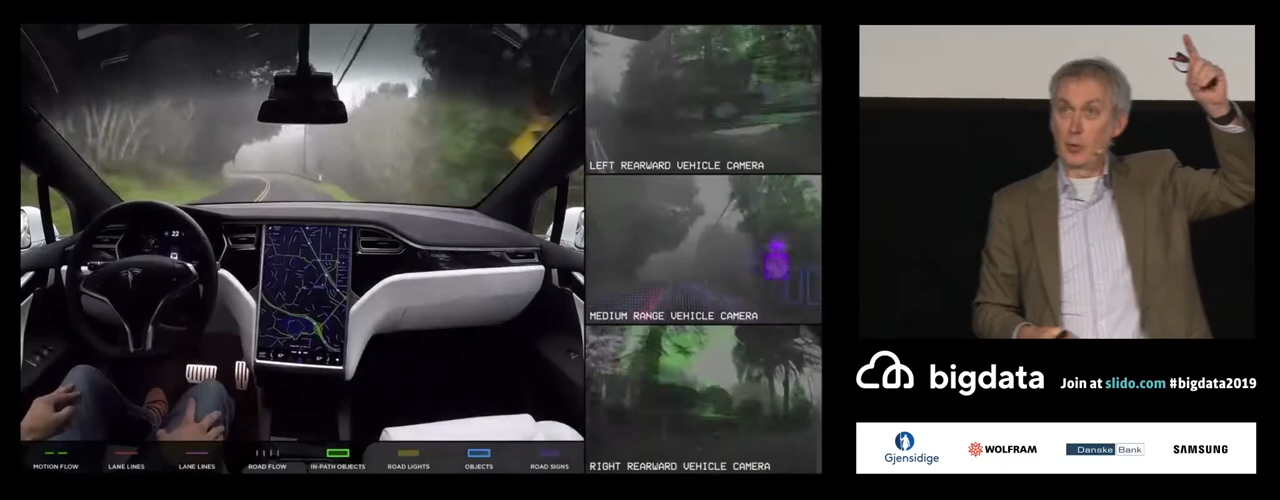 LEFT REARWARD VEHICLE CAMERA
MEDIUM RANGE VEHICLE CAMERA
RIGHT REARWARD VEHICLE CAMERA
22
MOTION FLOW
LANE LINES
LANE LINES
ROAD FLOW
IN-PATH OBJECTS
ROAD LIGHTS
OBJECTS
ROAD SIGNS
bigdata
Join at slido.com #bigdata2019
Gjensidige
WOLFRAM
Danske Bank
SAMSUNG